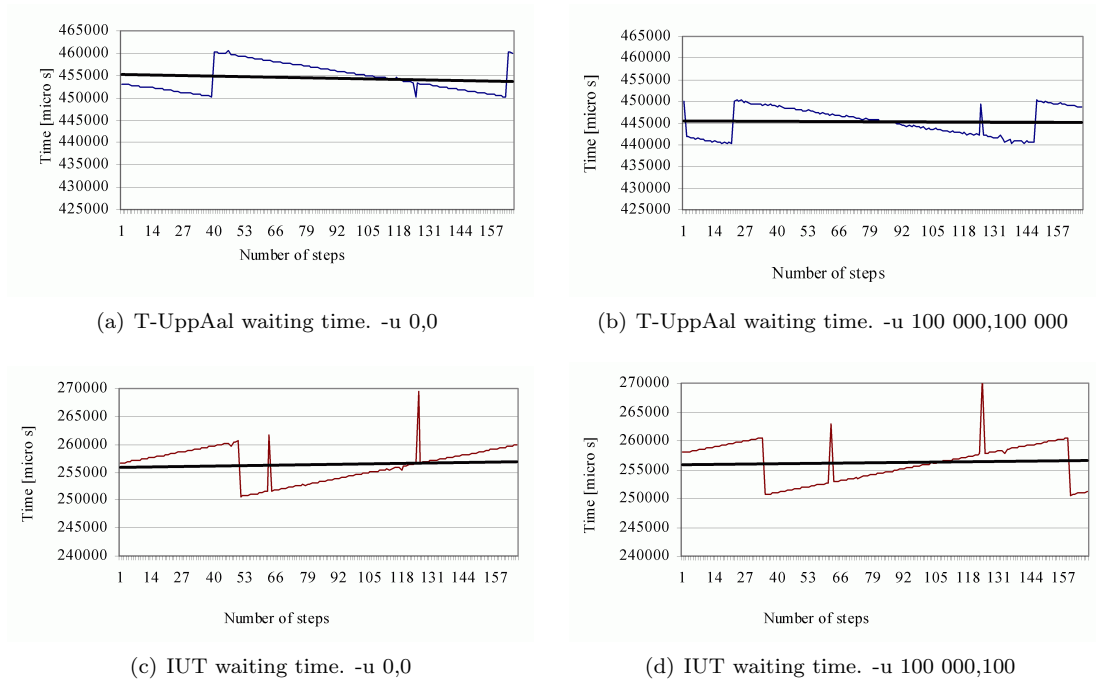 465000
460000
455000
450000
445000
440000
435000
430000
425000
Time [micro s]
1 14 27 40 53 66 79 92 105 118 131 144 157
Number of steps
(a) T-UppAal waiting time. -u 0,0
465000
460000
455000
450000
445000
440000
435000
430000
425000
Time [micro s]
1 14 27 40 53 66 79 92 105 118 131 144 157
Number of steps
(b) T-UppAal waiting time. -u 100 000,100 000
270000
265000
260000
255000
250000
245000
240000
Time [micro s]
1 14 27 40 53 66 79 92 105 118 131 144 157
Number of steps
(c) IUT waiting time. -u 0,0
270000
265000
260000
255000
250000
245000
240000
Time [micro s]
1 14 27 40 53 66 79 92 105 118 131 144 157
Number of steps
(d) IUT waiting time. -u 100 000,100